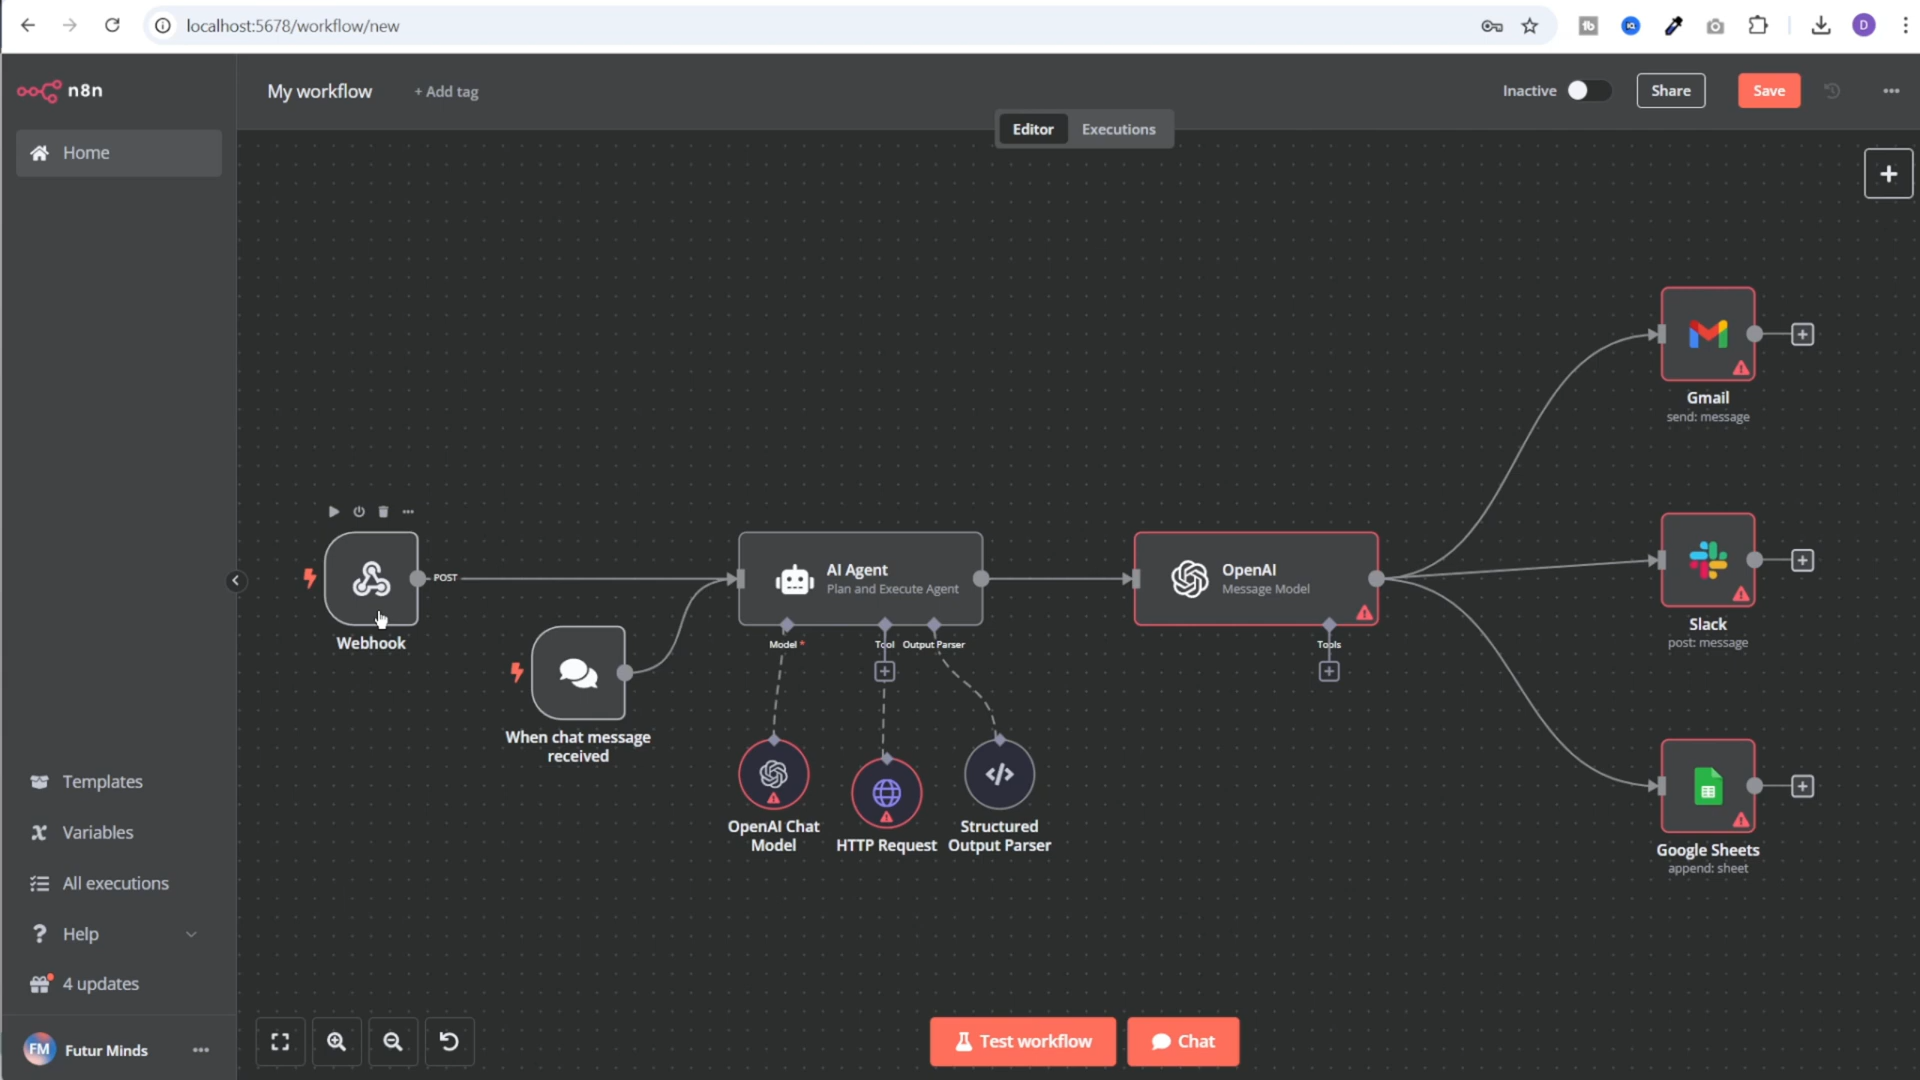 localhost:5678/workflow/new
D
n8n
My workflow
+ Add tag
Inactive
Share
Save
Editor
Executions
Home
Gmail
send: message
POST
Webhook
AI Agent
Plan and Execute Agent
Model *
Tool
Output Parser
OpenAI
Message Model
Tools
Slack
post: message
When chat message
received
OpenAI Chat
Model
HTTP Request
Structured
Output Parser
Google Sheets
append: sheet
Templates
Variables
All executions
Help
4 updates
FM
Futur Minds
Test workflow
Chat